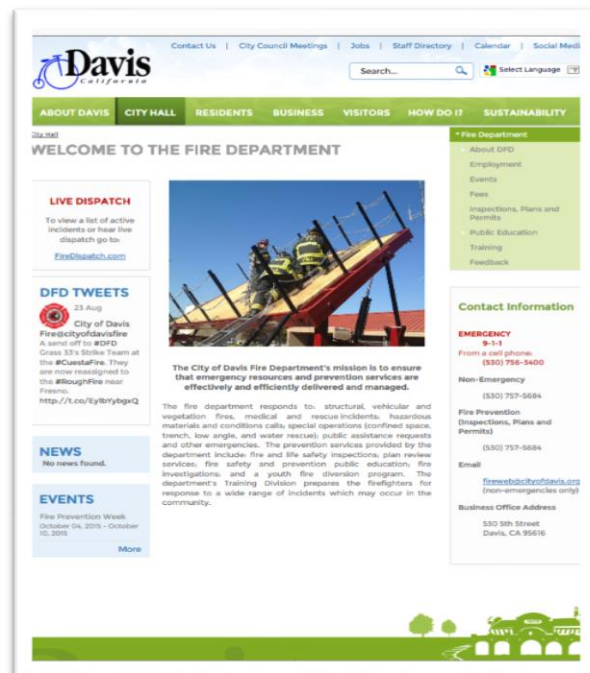 Contact Us | City Council Meetings | Jobs | Staff Directory | Calendar | Social Medi
Davis
California
Search...
Select Language
ABOUT DAVIS CITY HALL RESIDENTS BUSINESS VISITORS HOW DO I? SUSTAINABILITY
City Hall
WELCOME TO THE FIRE DEPARTMENT
LIVE DISPATCH
To view a list of active
incidents or hear live
dispatch go to:
FireDispatch.com
DFD TWEETS
23 Aug
City of Davis
Fire@cityofdavisfire
A send off to #DFD
Grass 33's Strike Team at
the #CuestaFire. They
are now reassigned to
the #RoughFire near
Fresno.
http://t.co/EylbYybgxQ
NEWS
No news found.
EVENTS
Fire Prevention Week
October 04, 2015 - October
10, 2015
More
The City of Davis Fire Department's mission is to ensure
that emergency resources and prevention services are
effectively and efficiently delivered and managed.
The fire department responds to: structural, vehicular and
vegetation fires, medical and rescue incidents; hazardous
materials and conditions calls; special operations (confined space,
trench, low angle, and water rescue); public assistance requests
and other emergencies. The prevention services provided by the
department include: fire and life safety inspections; plan review
services; fire safety and prevention public education; fire
investigations; and a youth fire diversion program. The
department's Training Division prepares the firefighters for
response to a wide range of incidents which may occur in the
community.
Fire Department
About DFD
Employment
Events
Fees
Inspections, Plans and
Permits
Public Education
Training
Feedback
Contact Information
EMERGENCY
9-1-1
From a cell phone:
(530) 756-5400
Non-Emergency
(530) 757-5684
Fire Prevention
(Inspections, Plans and
Permits)
(530) 757-5684
Email
fireweb@cityofdavis.org
(non-emergencies only)
Business Office Address
530 5th Street
Davis, CA 95616